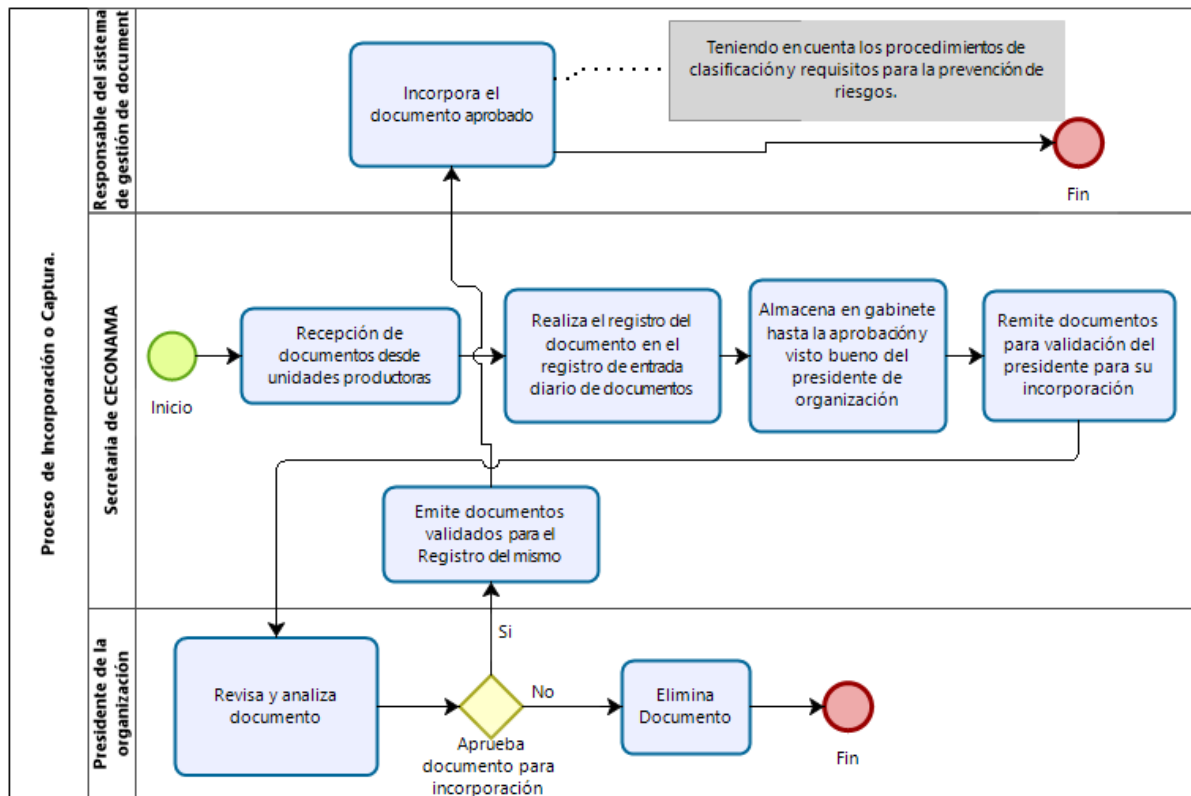 Proceso de Incorporación o Captura.
Responsable del sistema
de gestión de document
Incorpora el
documento aprobado
Teniendo en cuenta los procedimientos de
clasificación y requisitos para la prevención de
riesgos.
Fin
Secretaria de CECONAMA
Inicio
Recepción de
documentos desde
unidades productoras
Realiza el registro del
documento en el
registro de entrada
diario de documentos
Almacena en gabinete
hasta la aprobación y
visto bueno del
presidente de
organización
Remite documentos
para validación del
presidente para su
incorporación
Emite documentos
validados para el
Registro del mismo
Presidente de la
organización
Revisa y analiza
documento
Si
No
Aprueba
documento para
incorporación
Elimina
Documento
Fin